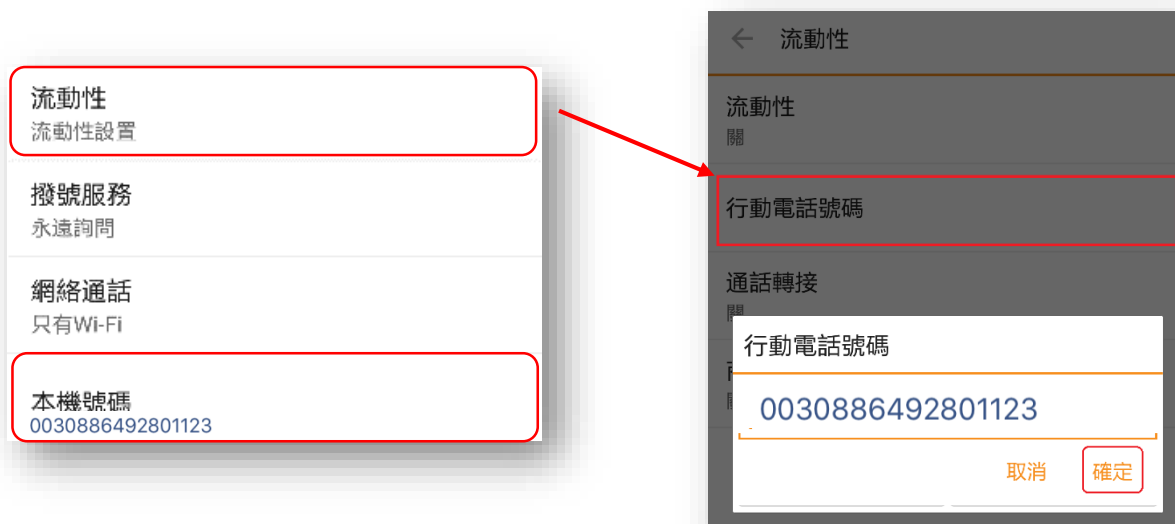 流動性
流動性設置
撥號服務
永遠詢問
網絡通話
只有Wi-Fi
本機號碼
0030886492801123
流動性
流動性
關
行動電話號碼
通話轉接
關
行動電話號碼
0030886492801123
取消
確定